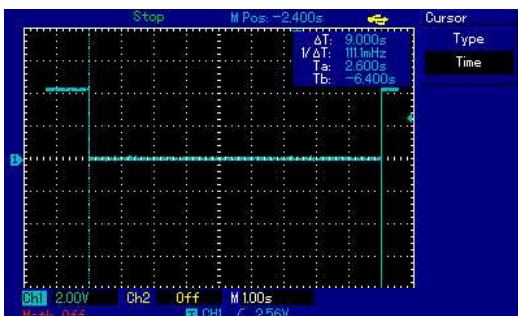 Stop M Pos: -2.400s Cursor
ΔT: 9.000s Type
1/ΔT: 111.1mHz Time
Ta: 2.600s
Tb: -6.400s
1
Ch1 2.00V Ch2 Off M 1.00s
Math Off CH1 / 2.56V